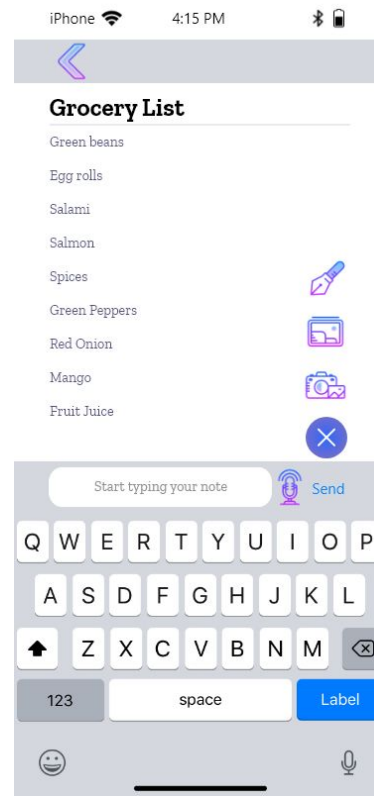 iPhone 4:15 PM
Grocery List
Green beans
Egg rolls
Salami
Salmon
Spices
Green Peppers
Red Onion
Mango
Fruit Juice
Start typing your note Send
Q W E R T Y U I O P
A S D F G H J K L
Z X C V B N M
123 space Label